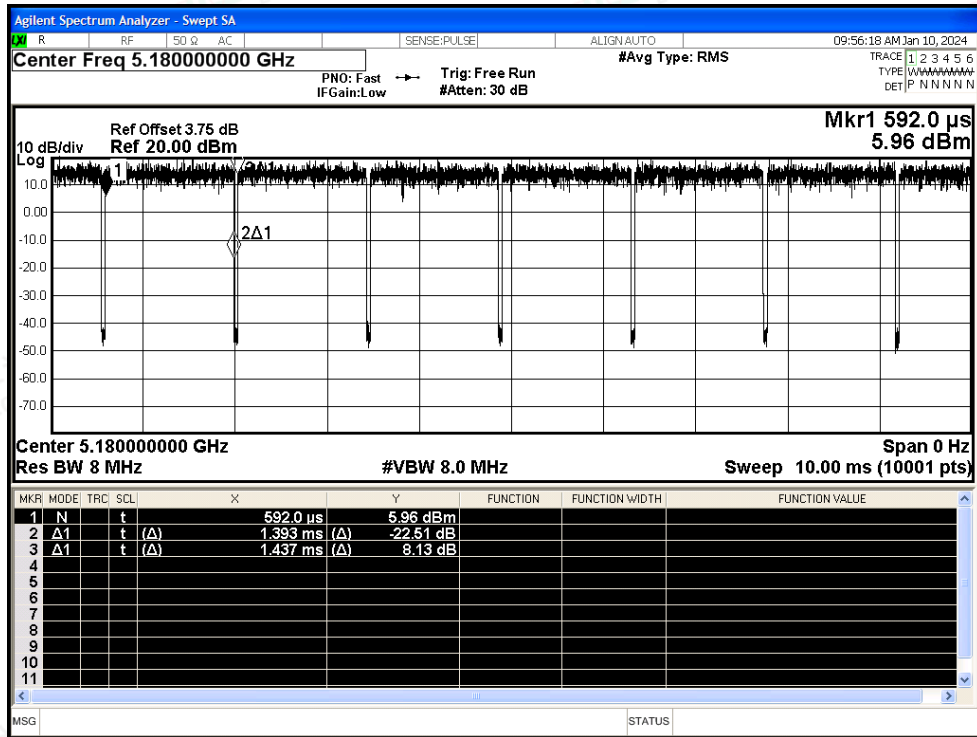 Agilent Spectrum Analyzer - Swept SA
LXI R RF 50 Ω AC SENSE:PULSE ALIGN AUTO 09:56:18 AM Jan 10, 2024
Center Freq 5.180000000 GHz
#Avg Type: RMS
TRACE 1 2 3 4 5 6
PNO: Fast Trig: Free Run
TYPE WWWWWW
IFGain:Low #Atten: 30 dB
DET P N N N N N
Mkr1 592.0 µs
5.96 dBm
Ref Offset 3.75 dB
10 dB/div Ref 20.00 dBm
Log
1
3Δ1
10.0
0.00
2Δ1
-10.0
-20.0
-30.0
-40.0
-50.0
-60.0
-70.0
Center 5.180000000 GHz Span 0 Hz
Res BW 8 MHz #VBW 8.0 MHz Sweep 10.00 ms (10001 pts)
MKR MODE TRC SCL X Y FUNCTION FUNCTION WIDTH FUNCTION VALUE
1 N t 592.0 µs 5.96 dBm
2 Δ1 t (Δ) 1.393 ms (Δ) -22.51 dB
3 Δ1 t (Δ) 1.437 ms (Δ) 8.13 dB
4
5
6
7
8
9
10
11
MSG STATUS